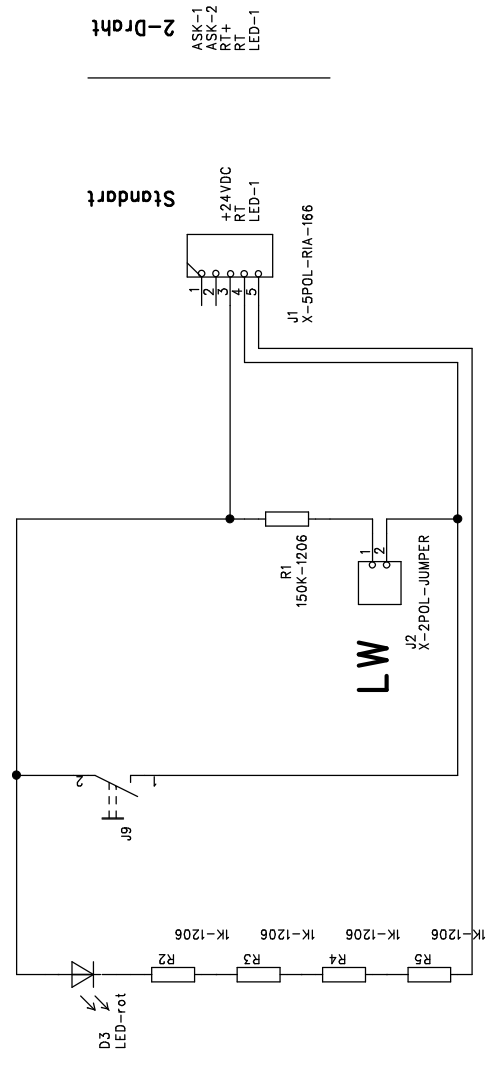 2-Draht
ASK-1
ASK-2
RT+
RT
LED-1
Standart
+24VDC
RT
LED-1
1
2
3
4
5
J1
X-5POL-RIA-166
R1
150K-1206
1
2
J2
X-2POL-JUMPER
LW
2
1
J9
1K-1206
1K-1206
1K-1206
1K-1206
R2
R3
R4
R5
D3
LED-rot